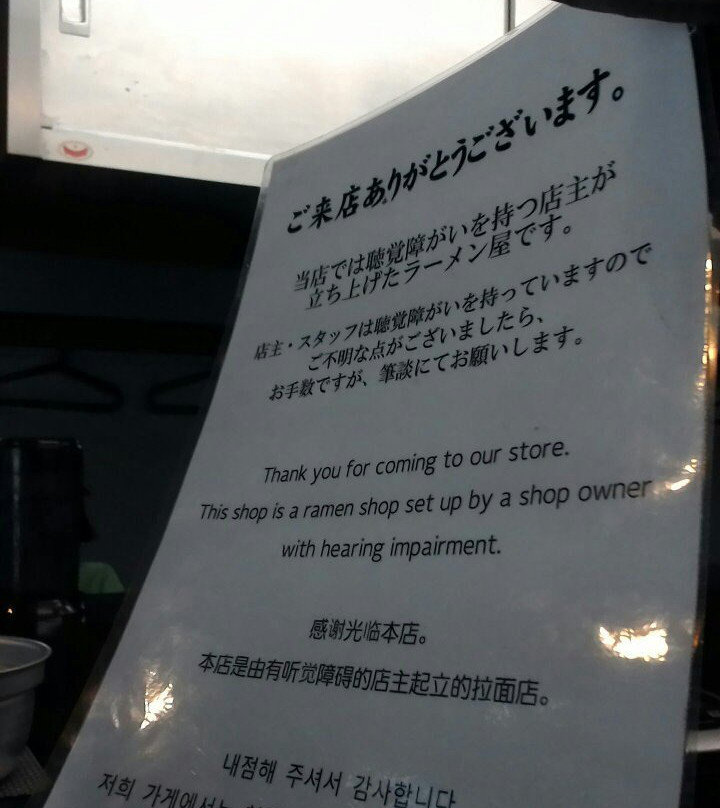 ご来店ありがとうございます。
当店では聴覚障がいを持つ店主が
立ち上げたラーメン屋です。
店主・スタッフは聴覚障がいを持っていますので
ご不明な点がございましたら、
お手数ですが、筆談にてお願いします。
Thank you for coming to our store.
This shop is a ramen shop set up by a shop owner
with hearing impairment.
感谢光临本店。
本店是由有听觉障碍的店主起立的拉面店。
내점해 주셔서 감사합니다
저희 가게에서는